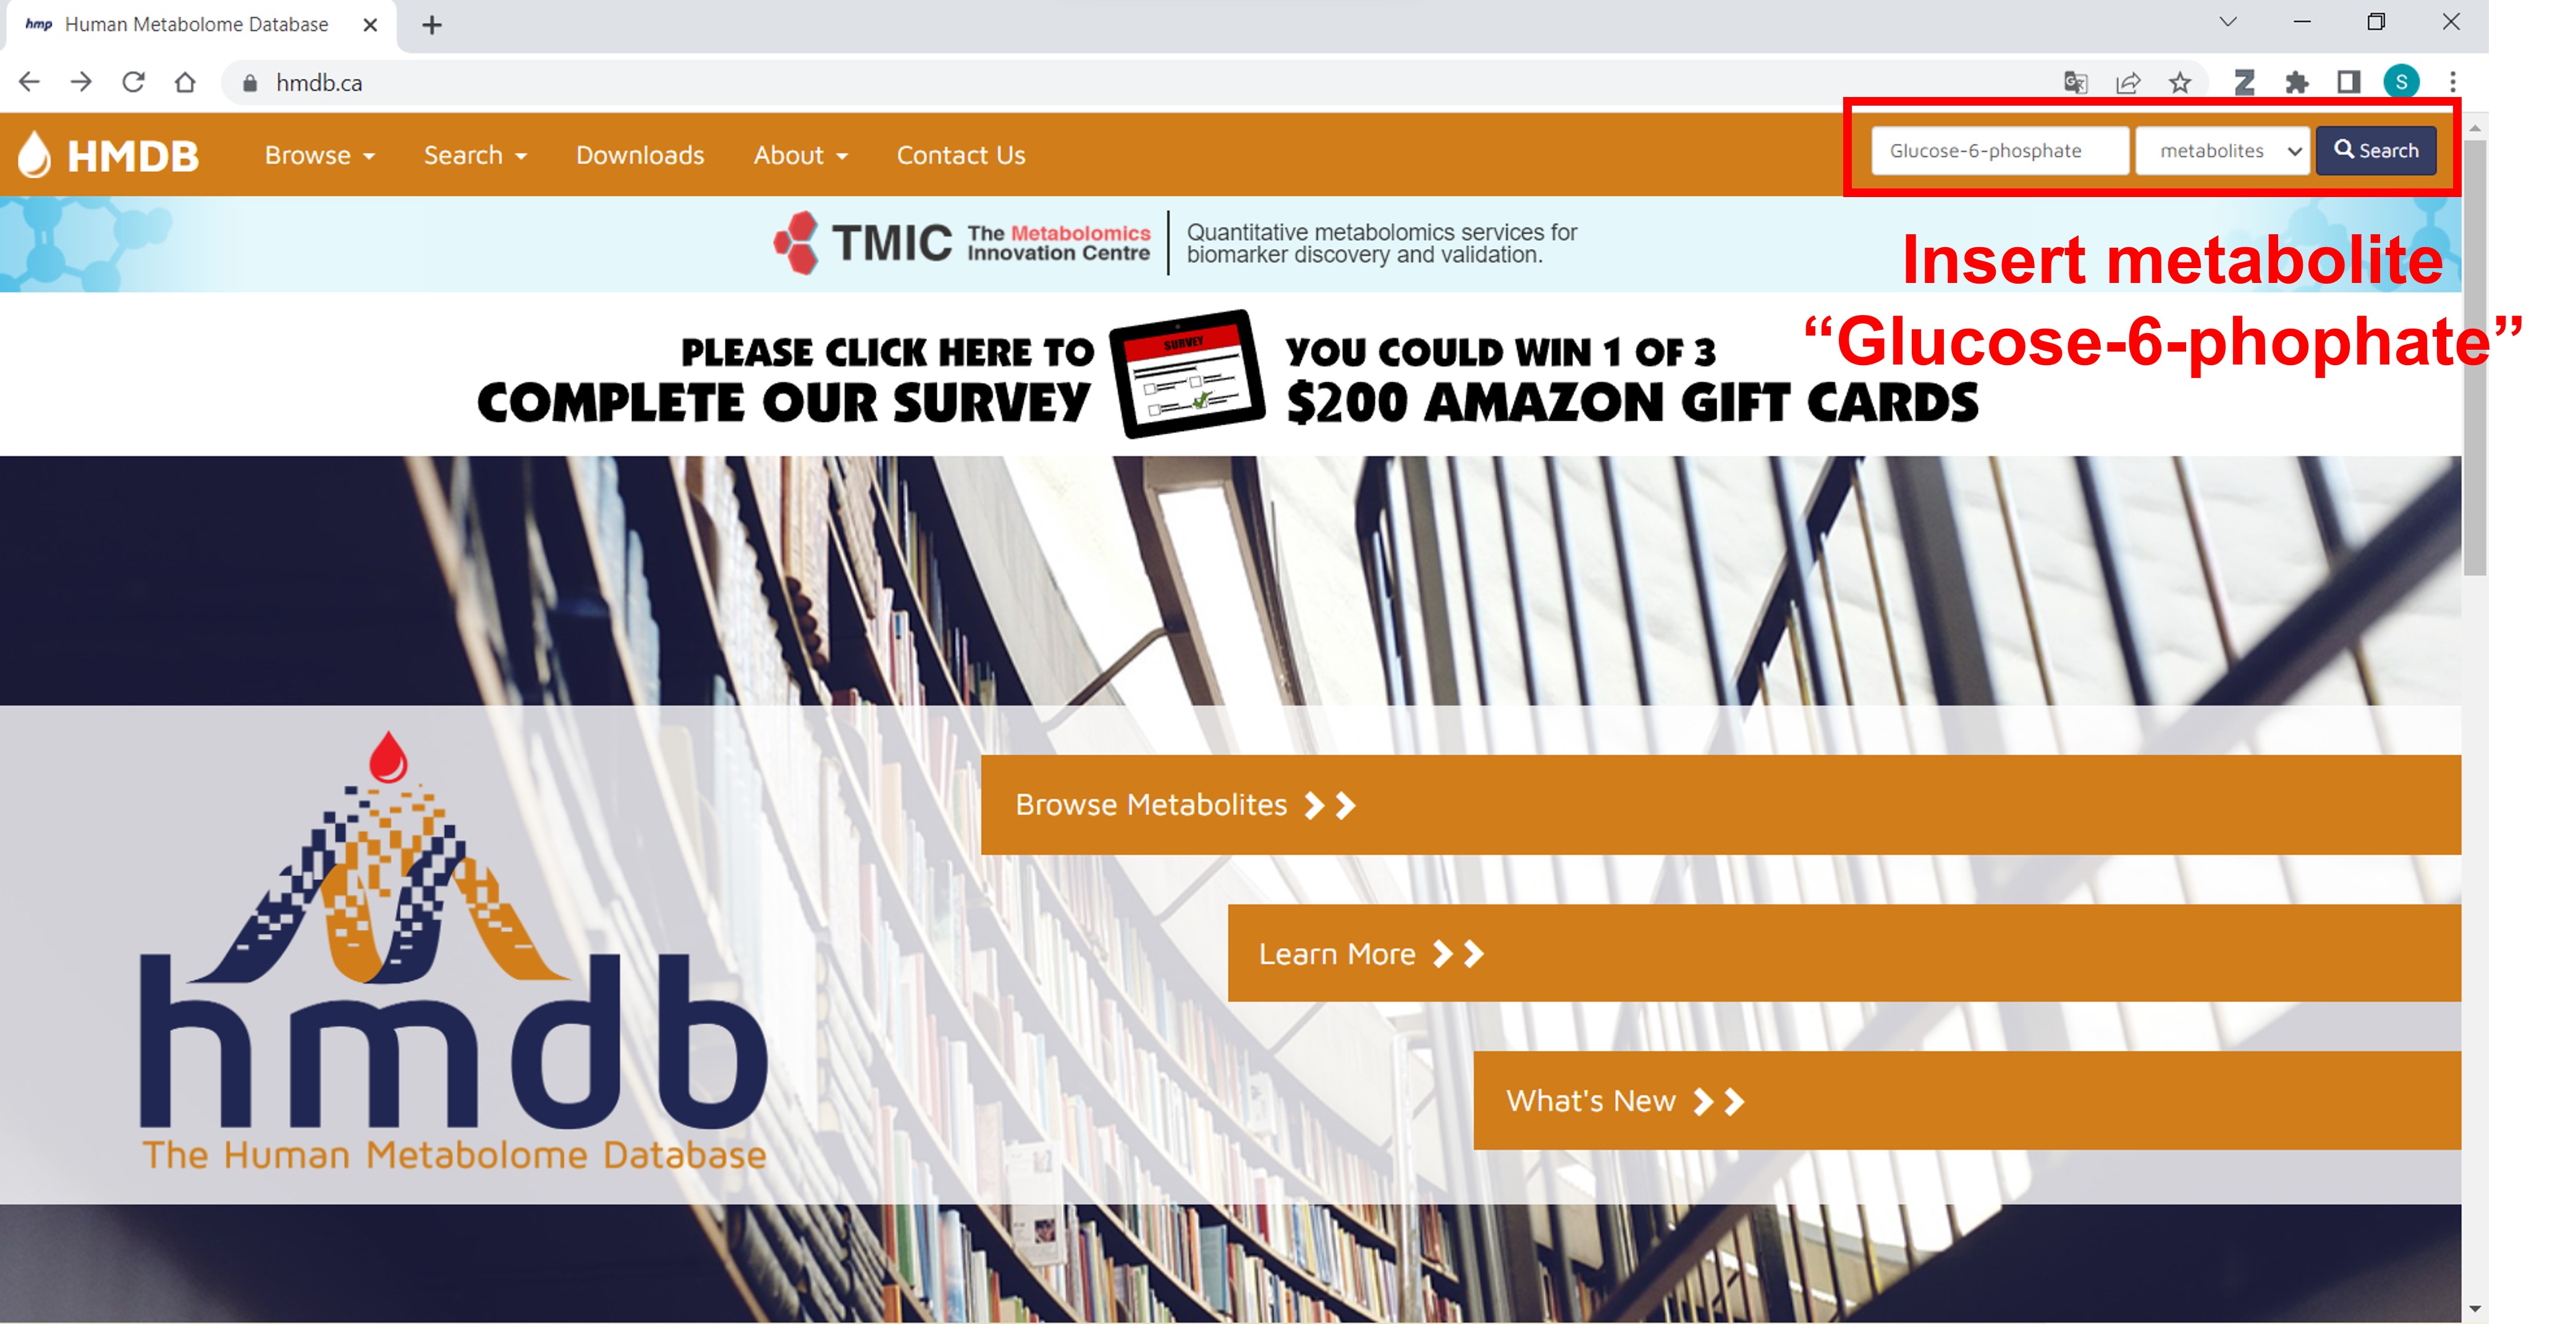 hmp Human Metabolome Database
hmdb.ca
S
HMDB Browse Search Downloads About Contact Us Glucose-6-phosphate metabolites Search
TMIC The Metabolomics Innovation Centre
Quantitative metabolomics services for
biomarker discovery and validation.
Insert metabolite
“Glucose-6-phophate”
PLEASE CLICK HERE TO
COMPLETE OUR SURVEY
SURVEY
YOU COULD WIN 1 OF 3
$200 AMAZON GIFT CARDS
Browse Metabolites
Learn More
What's New
hmdb
The Human Metabolome Database